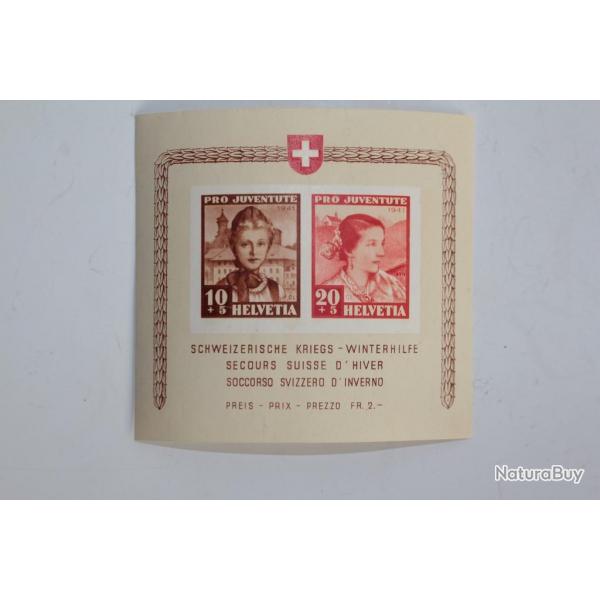 PRO JUVENTUTE
1941
10
+5 HELVETIA
PRO JUVENTUTE
1941
20
+5 HELVETIA
SCHWEIZERISCHE KRIEGS - WINTERHILFE
SECOURS SUISSE D'HIVER
SOCCORSO SVIZZERO D'INVERNO
PREIS - PRIX - PREZZO FR. 2.-
NaturaBuy